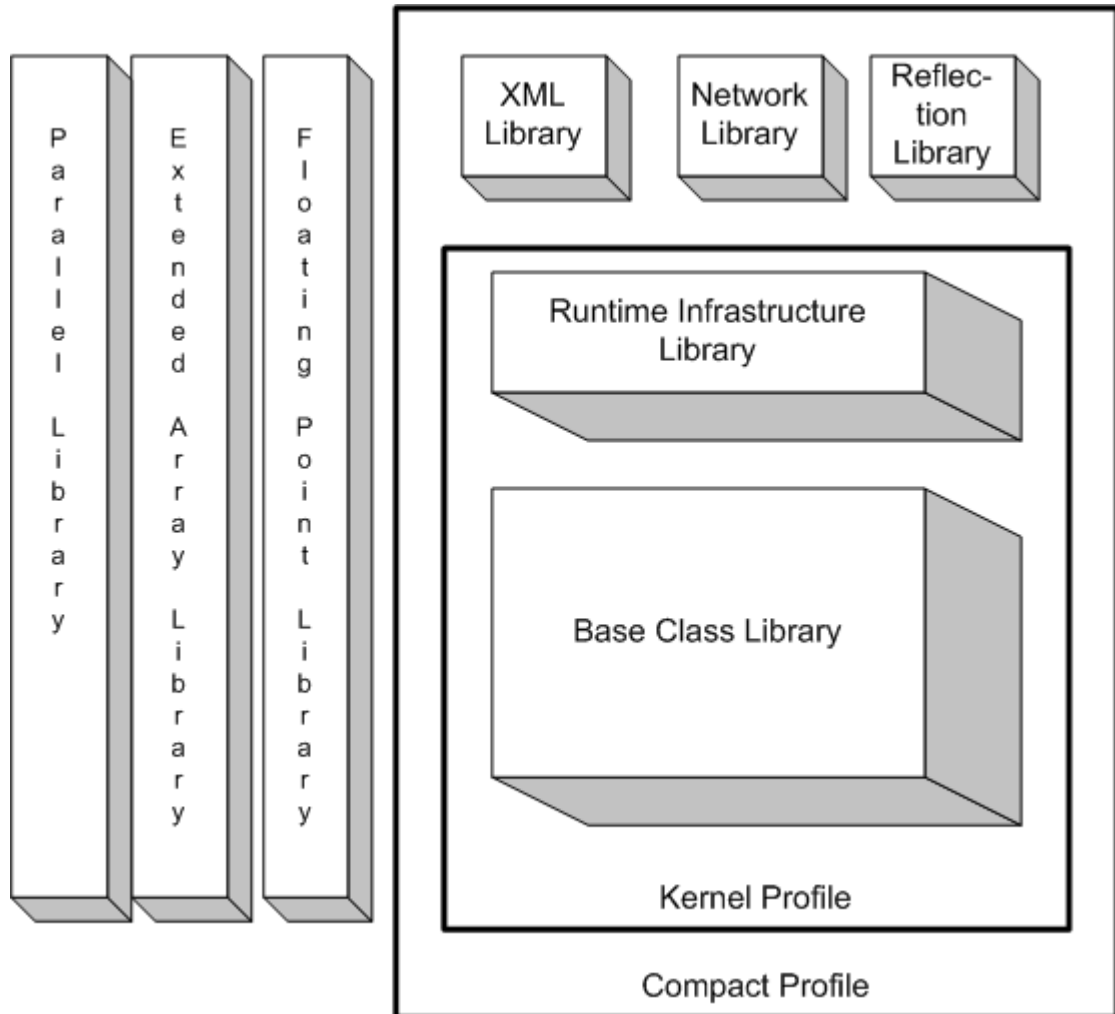 Parallel Library
Extended Array Library
Floating Point Library
XML
Library
Network
Library
Reflec-
tion
Library
Runtime Infrastructure
Library
Base Class Library
Kernel Profile
Compact Profile